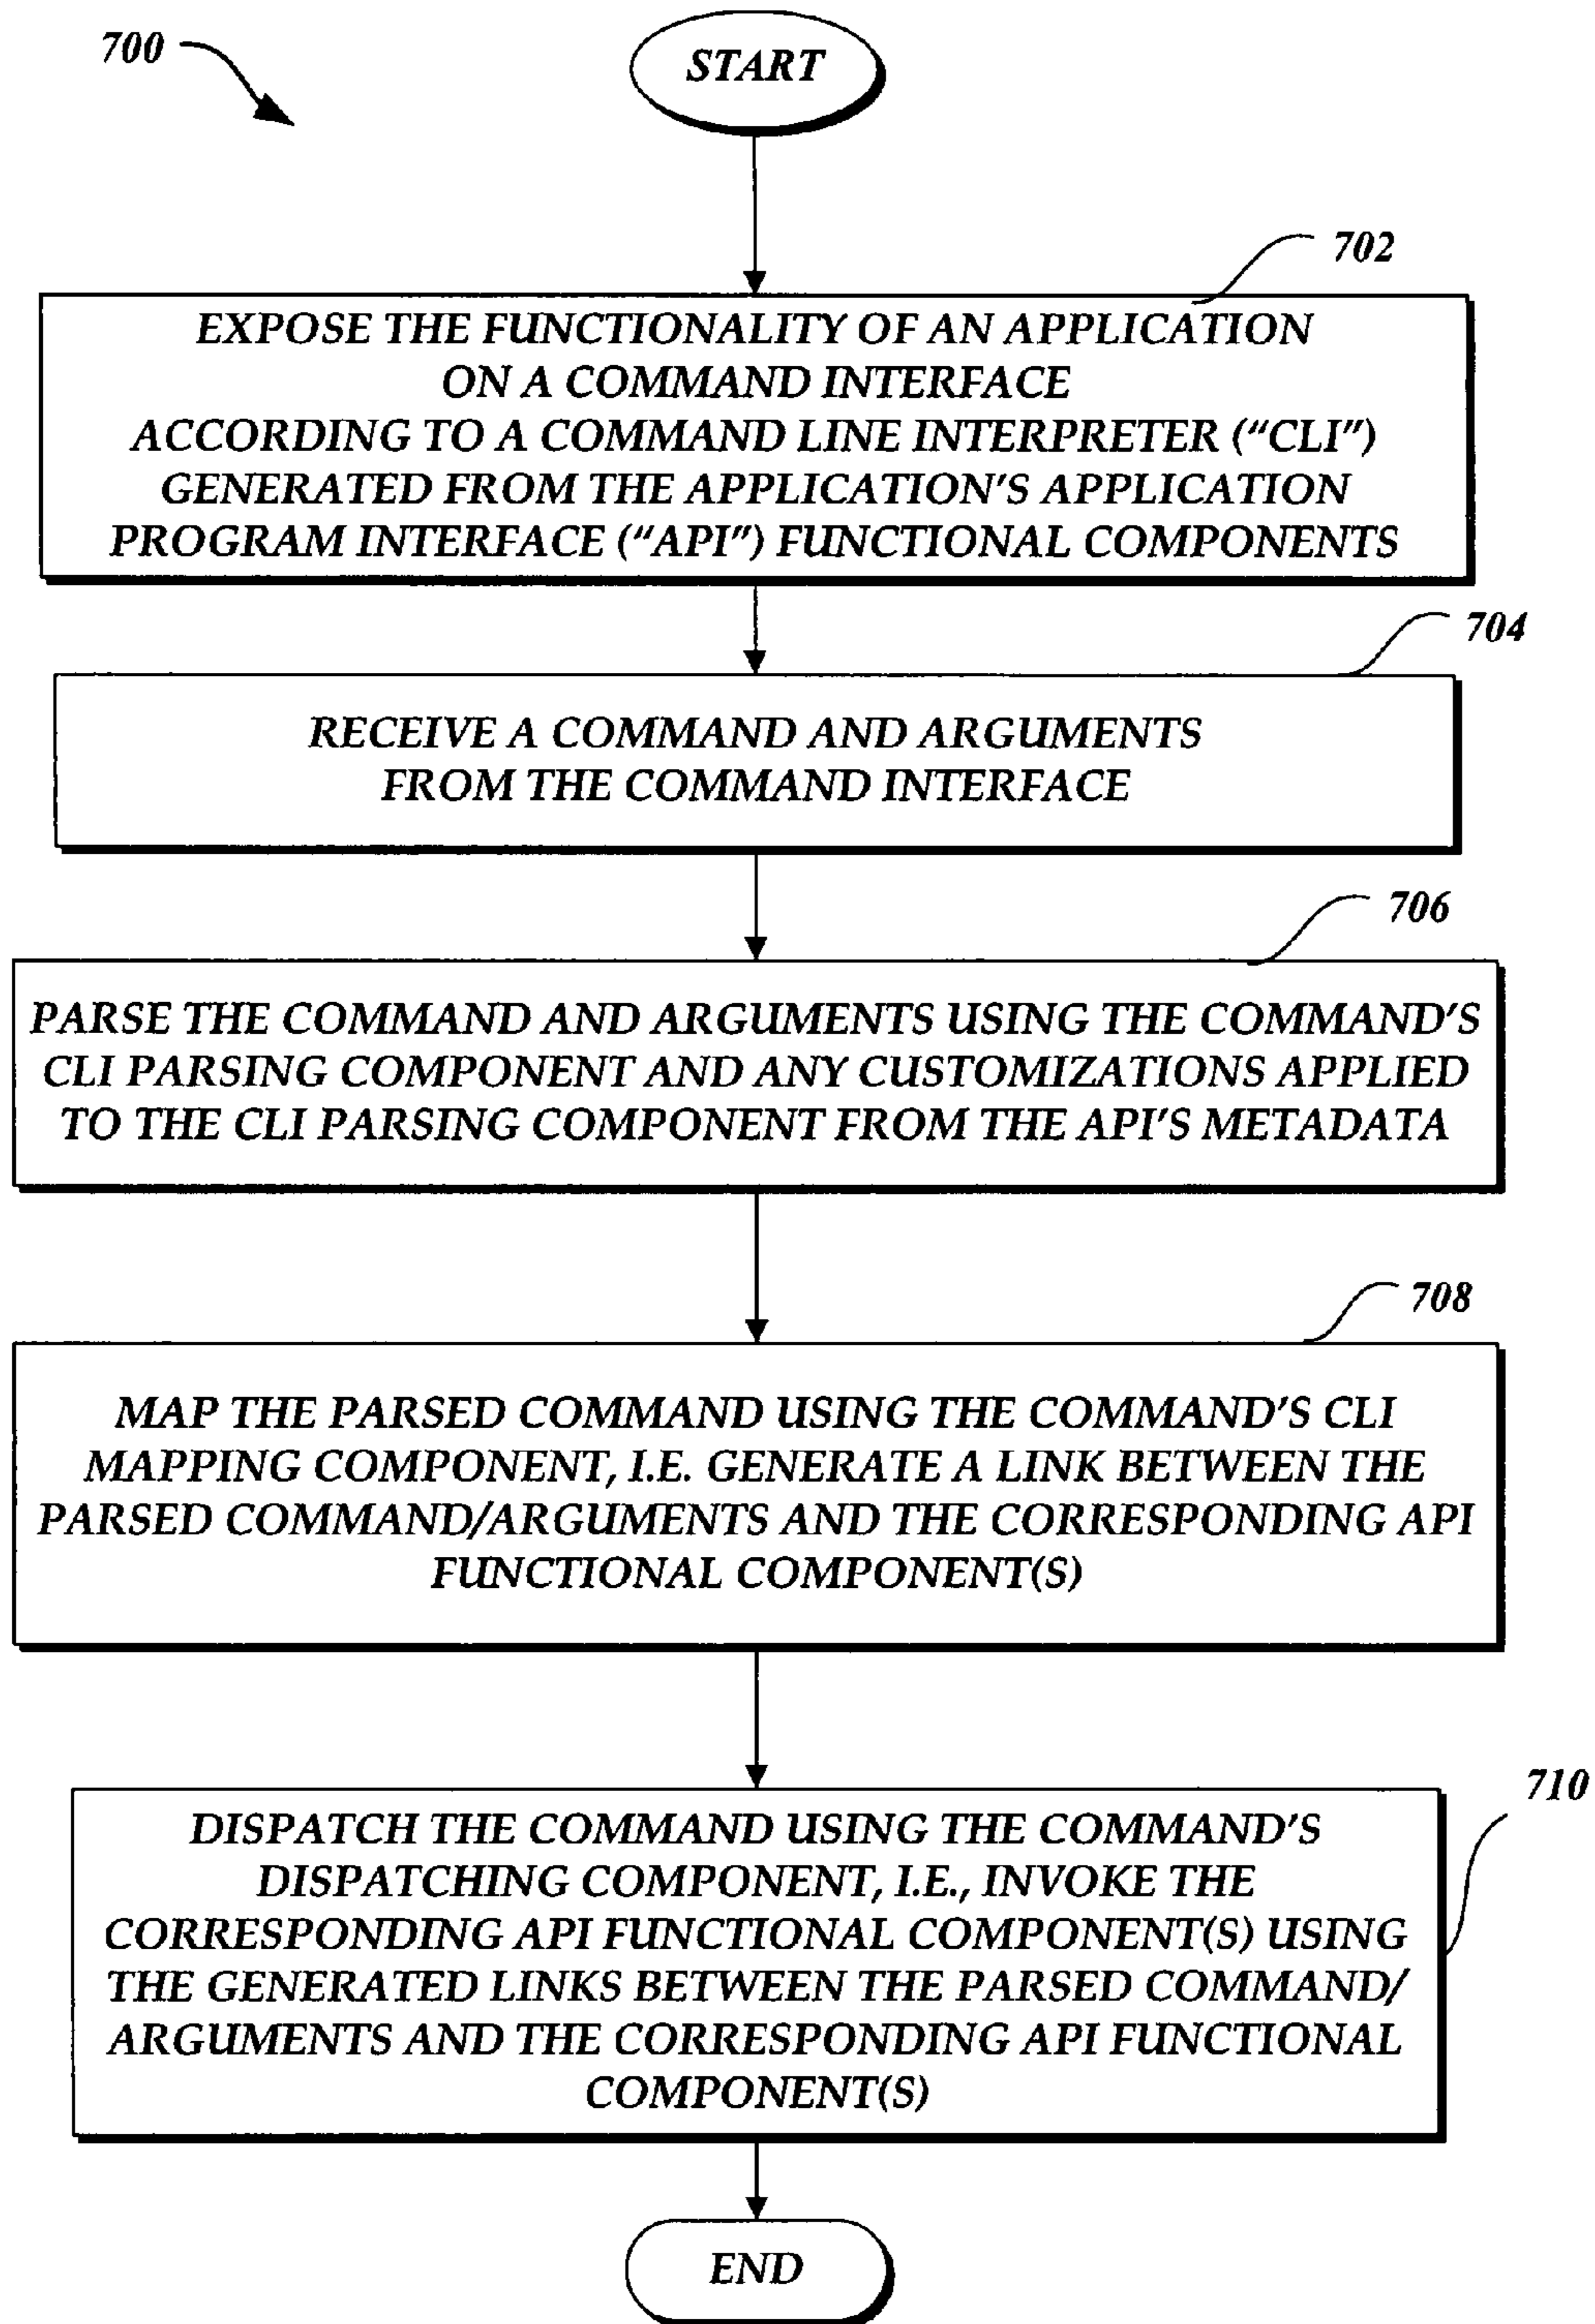 700
START
702
EXPOSE THE FUNCTIONALITY OF AN APPLICATION
ON A COMMAND INTERFACE
ACCORDING TO A COMMAND LINE INTERPRETER ("CLI")
GENERATED FROM THE APPLICATION'S APPLICATION
PROGRAM INTERFACE ("API") FUNCTIONAL COMPONENTS
704
RECEIVE A COMMAND AND ARGUMENTS
FROM THE COMMAND INTERFACE
706
PARSE THE COMMAND AND ARGUMENTS USING THE COMMAND'S
CLI PARSING COMPONENT AND ANY CUSTOMIZATIONS APPLIED
TO THE CLI PARSING COMPONENT FROM THE API'S METADATA
708
MAP THE PARSED COMMAND USING THE COMMAND'S CLI
MAPPING COMPONENT, I.E. GENERATE A LINK BETWEEN THE
PARSED COMMAND/ARGUMENTS AND THE CORRESPONDING API
FUNCTIONAL COMPONENT(S)
710
DISPATCH THE COMMAND USING THE COMMAND'S
DISPATCHING COMPONENT, I.E., INVOKE THE
CORRESPONDING API FUNCTIONAL COMPONENT(S) USING
THE GENERATED LINKS BETWEEN THE PARSED COMMAND/
ARGUMENTS AND THE CORRESPONDING API FUNCTIONAL
COMPONENT(S)
END